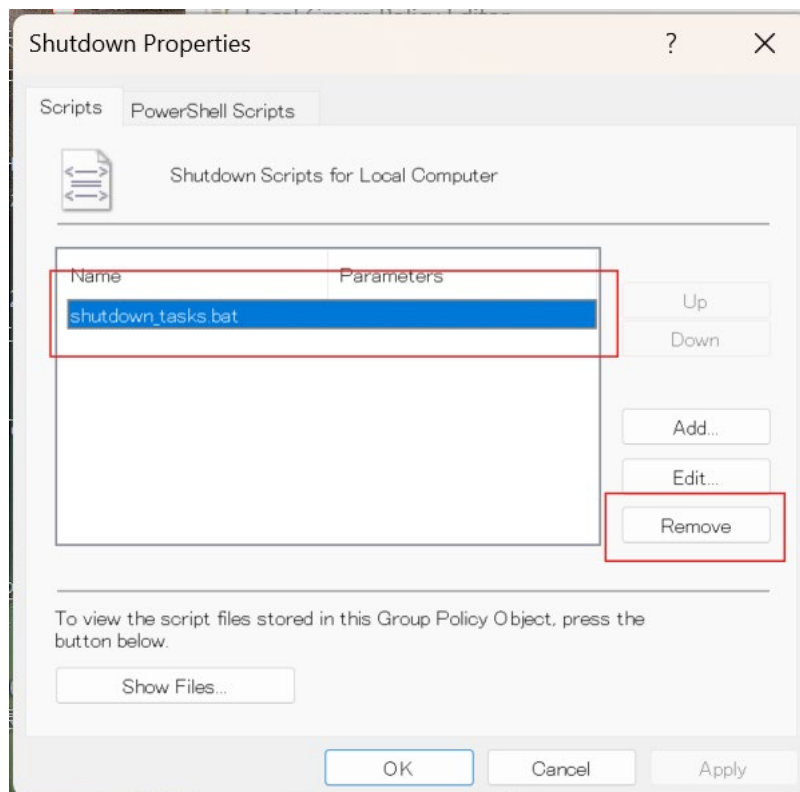 Shutdown Properties
?
Scripts
PowerShell Scripts
Shutdown Scripts for Local Computer
Name
Parameters
shutdown_tasks.bat
Up
Down
Add...
Edit...
Remove
To view the script files stored in this Group Policy Object, press the
button below.
Show Files...
OK
Cancel
Apply